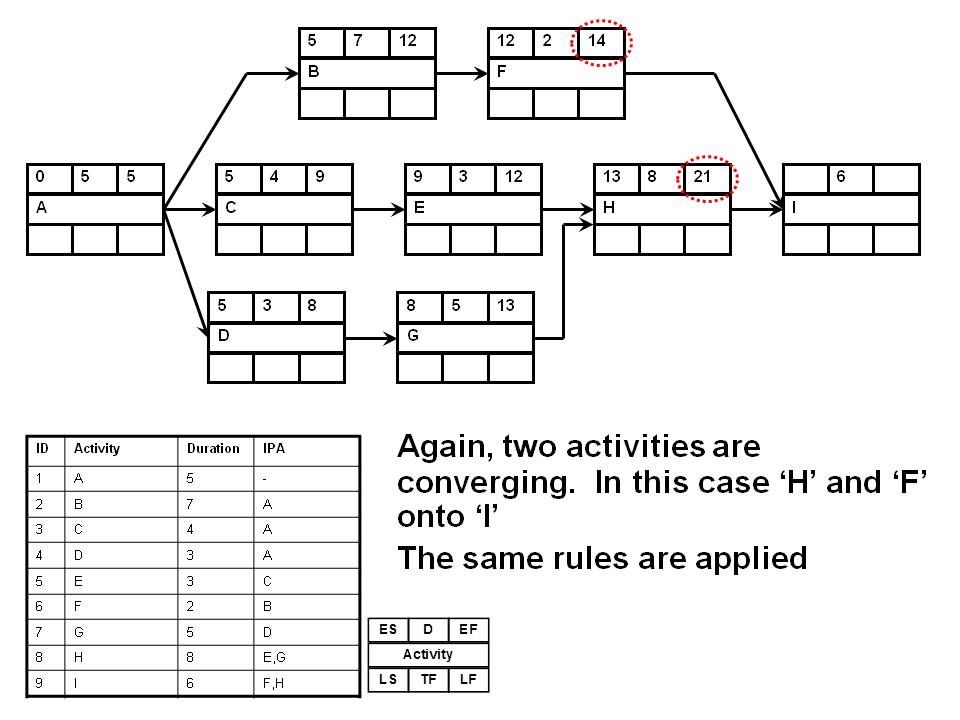 5 7 12
B
12 2 14
F
0 5 5
A
5 4 9
C
9 3 12
E
13 8 21
H
6
I
5 3 8
D
8 5 13
G
ID Activity Duration IPA
1 A 5 -
2 B 7 A
3 C 4 A
4 D 3 A
5 E 3 C
6 F 2 B
7 G 5 D
8 H 8 E,G
9 I 6 F,H
Again, two activities are
converging. In this case ‘H’ and ‘F’
onto ‘I’
The same rules are applied
ES D EF
Activity
LS TF LF